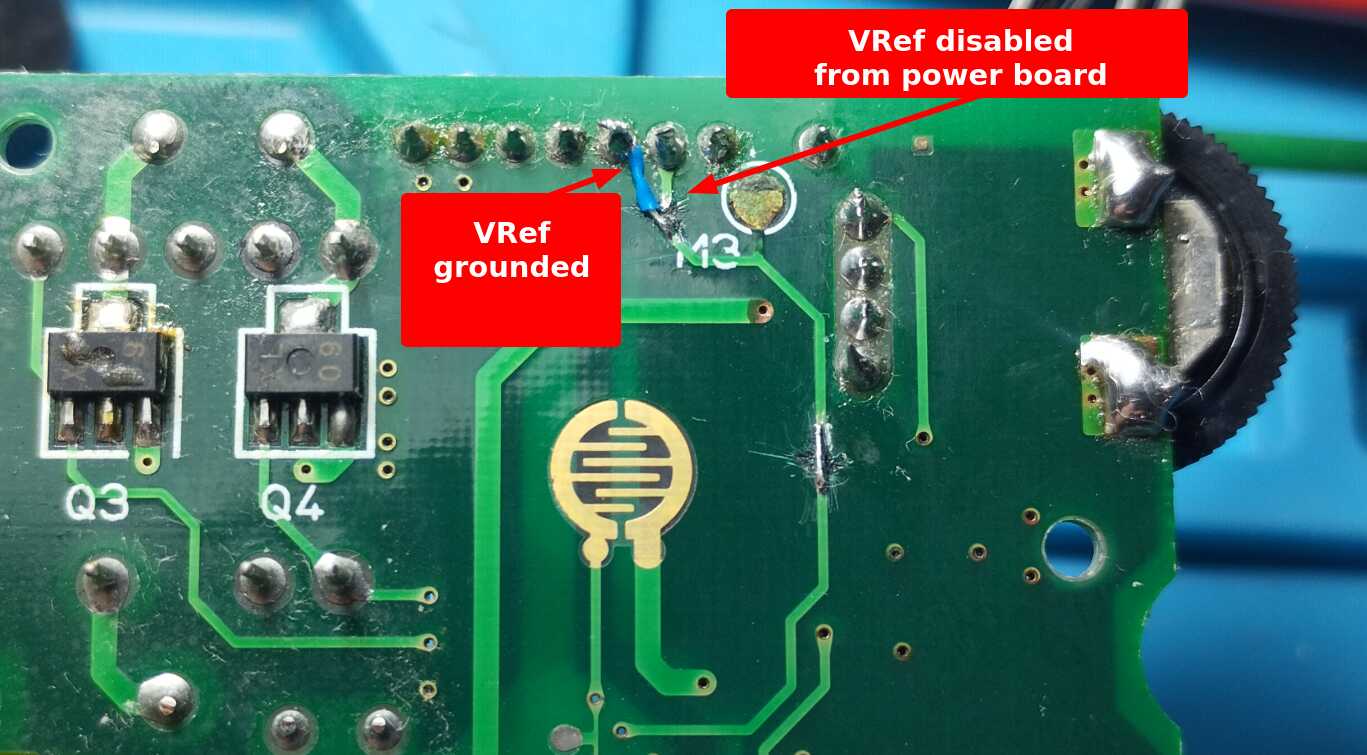 VRef disabled
from power board
VRef
grounded
M3
Q3
Q4